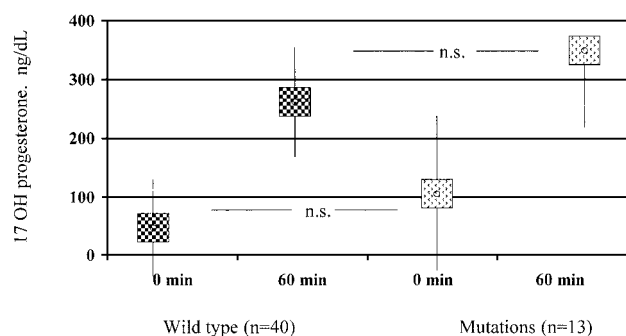 17 OH progesterone. ng/dL
400
300
200
100
0
n.s.
n.s.
0 min 60 min 0 min 60 min
Wild type (n=40) Mutations (n=13)